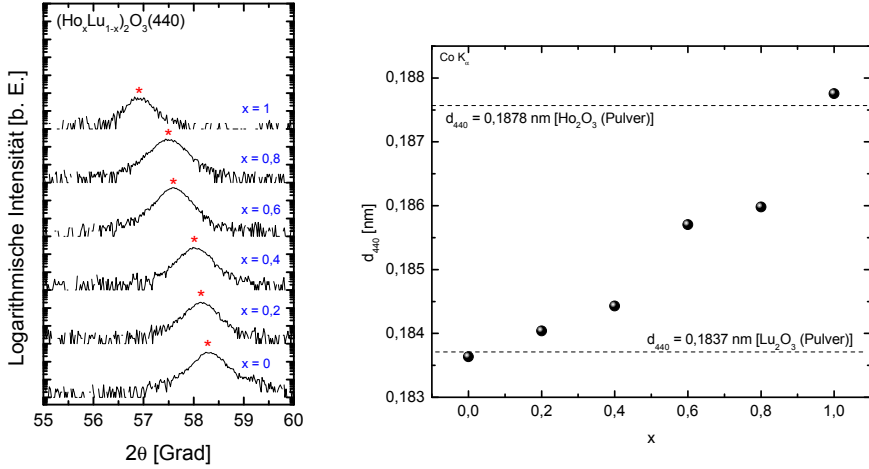 (HoₓLu₁₋ₓ)₂O₃(440)
x = 1
x = 0,8
x = 0,6
x = 0,4
x = 0,2
x = 0
Logarithmische Intensität [b. E.]
55 56 57 58 59 60
2θ [Grad]
Co Kα
0,188
0,187
0,186
0,185
0,184
0,183
d₄₄₀ [nm]
d₄₄₀ = 0,1878 nm [Ho₂O₃ (Pulver)]
d₄₄₀ = 0,1837 nm [Lu₂O₃ (Pulver)]
0,0 0,2 0,4 0,6 0,8 1,0
x